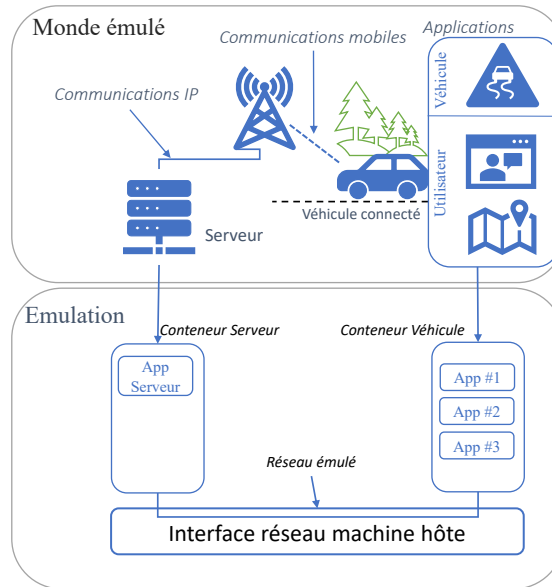 Monde émulé
Communications mobiles
Applications
Communications IP
Véhicule
Utilisateur
Serveur
Véhicule connecté
Emulation
Conteneur Serveur
Conteneur Véhicule
App
Serveur
App #1
App #2
App #3
Réseau émulé
Interface réseau machine hôte